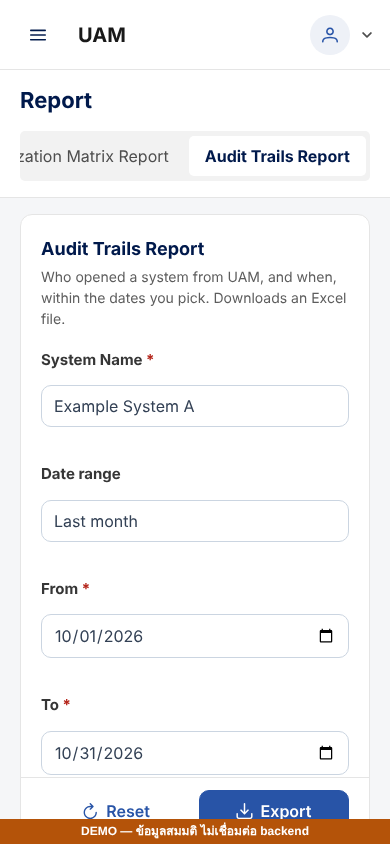 UAM
Report
zation Matrix Report
Audit Trails Report
Audit Trails Report
Who opened a system from UAM, and when,
within the dates you pick. Downloads an Excel
file.
System Name *
Example System A
Date range
Last month
From *
10/01/2026
To *
10/31/2026
Reset
Export
DEMO — ข้อมูลสมมติ ไม่เชื่อมต่อ backend